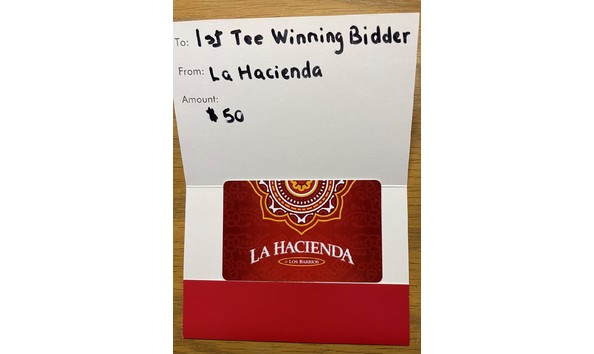 To: 1st Tee Winning Bidder
From: La Hacienda
Amount:
$50
LA HACIENDA
DE LOS BARRIOS